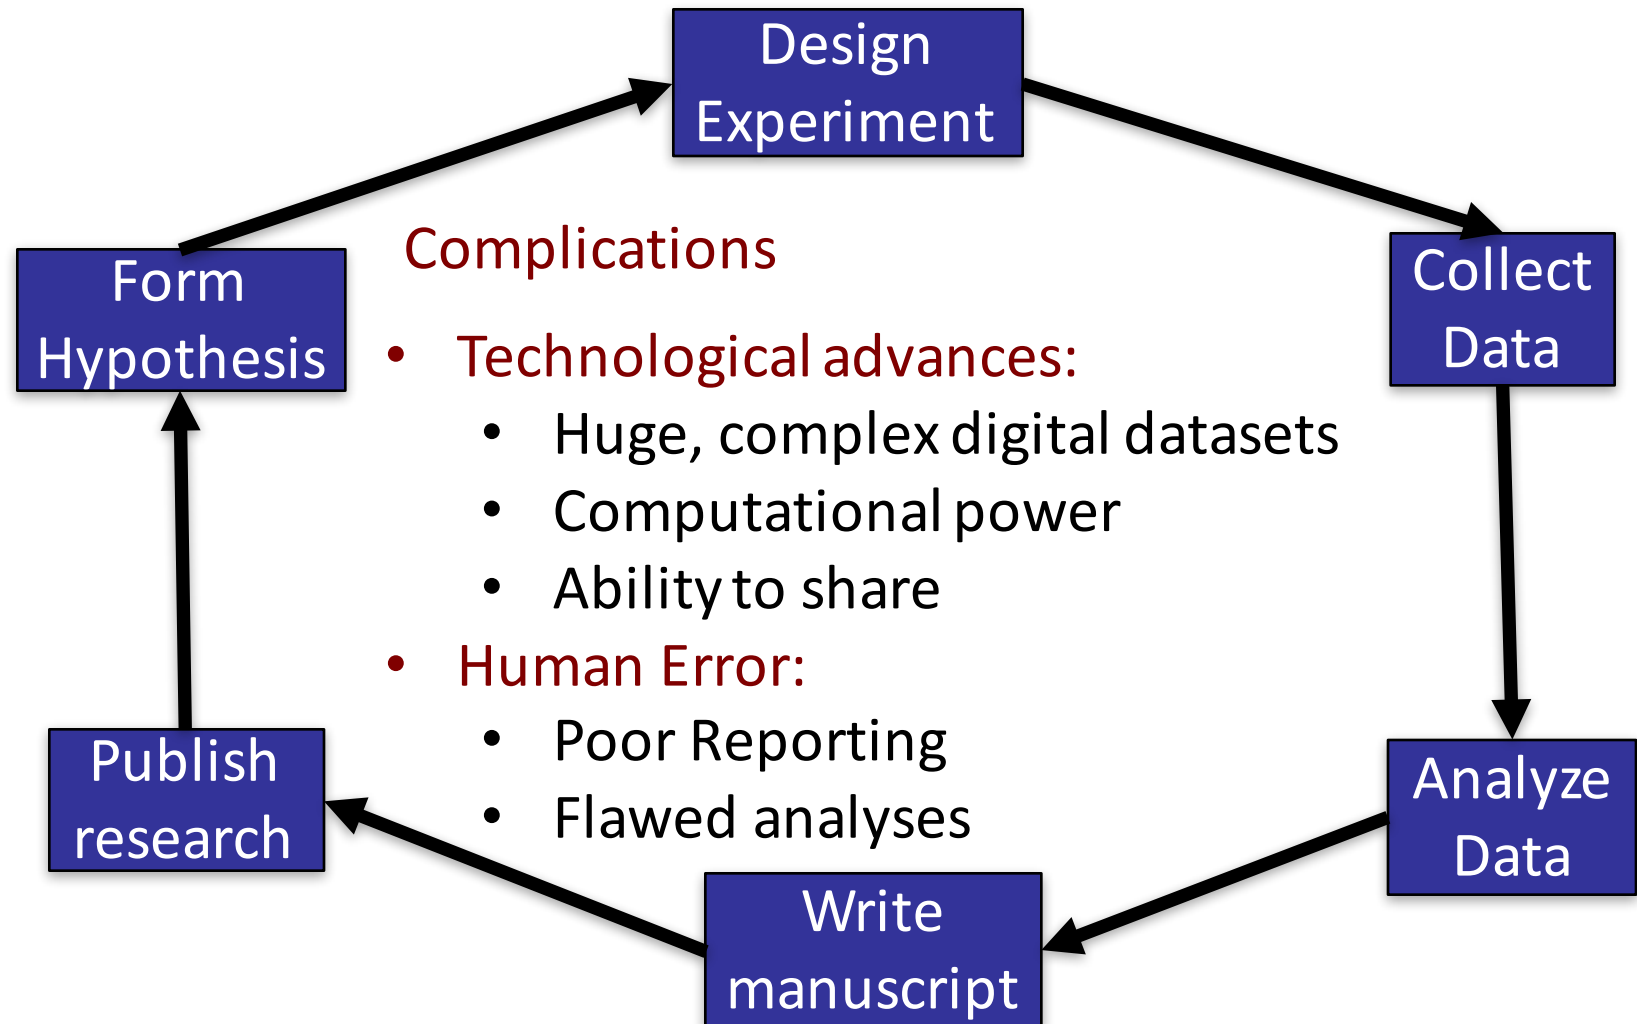 Design
Experiment
Complications
Form
Hypothesis
Collect
Data
• Technological advances:
• Huge, complex digital datasets
• Computational power
• Ability to share
• Human Error:
• Poor Reporting
• Flawed analyses
Publish
research
Analyze
Data
Write
manuscript